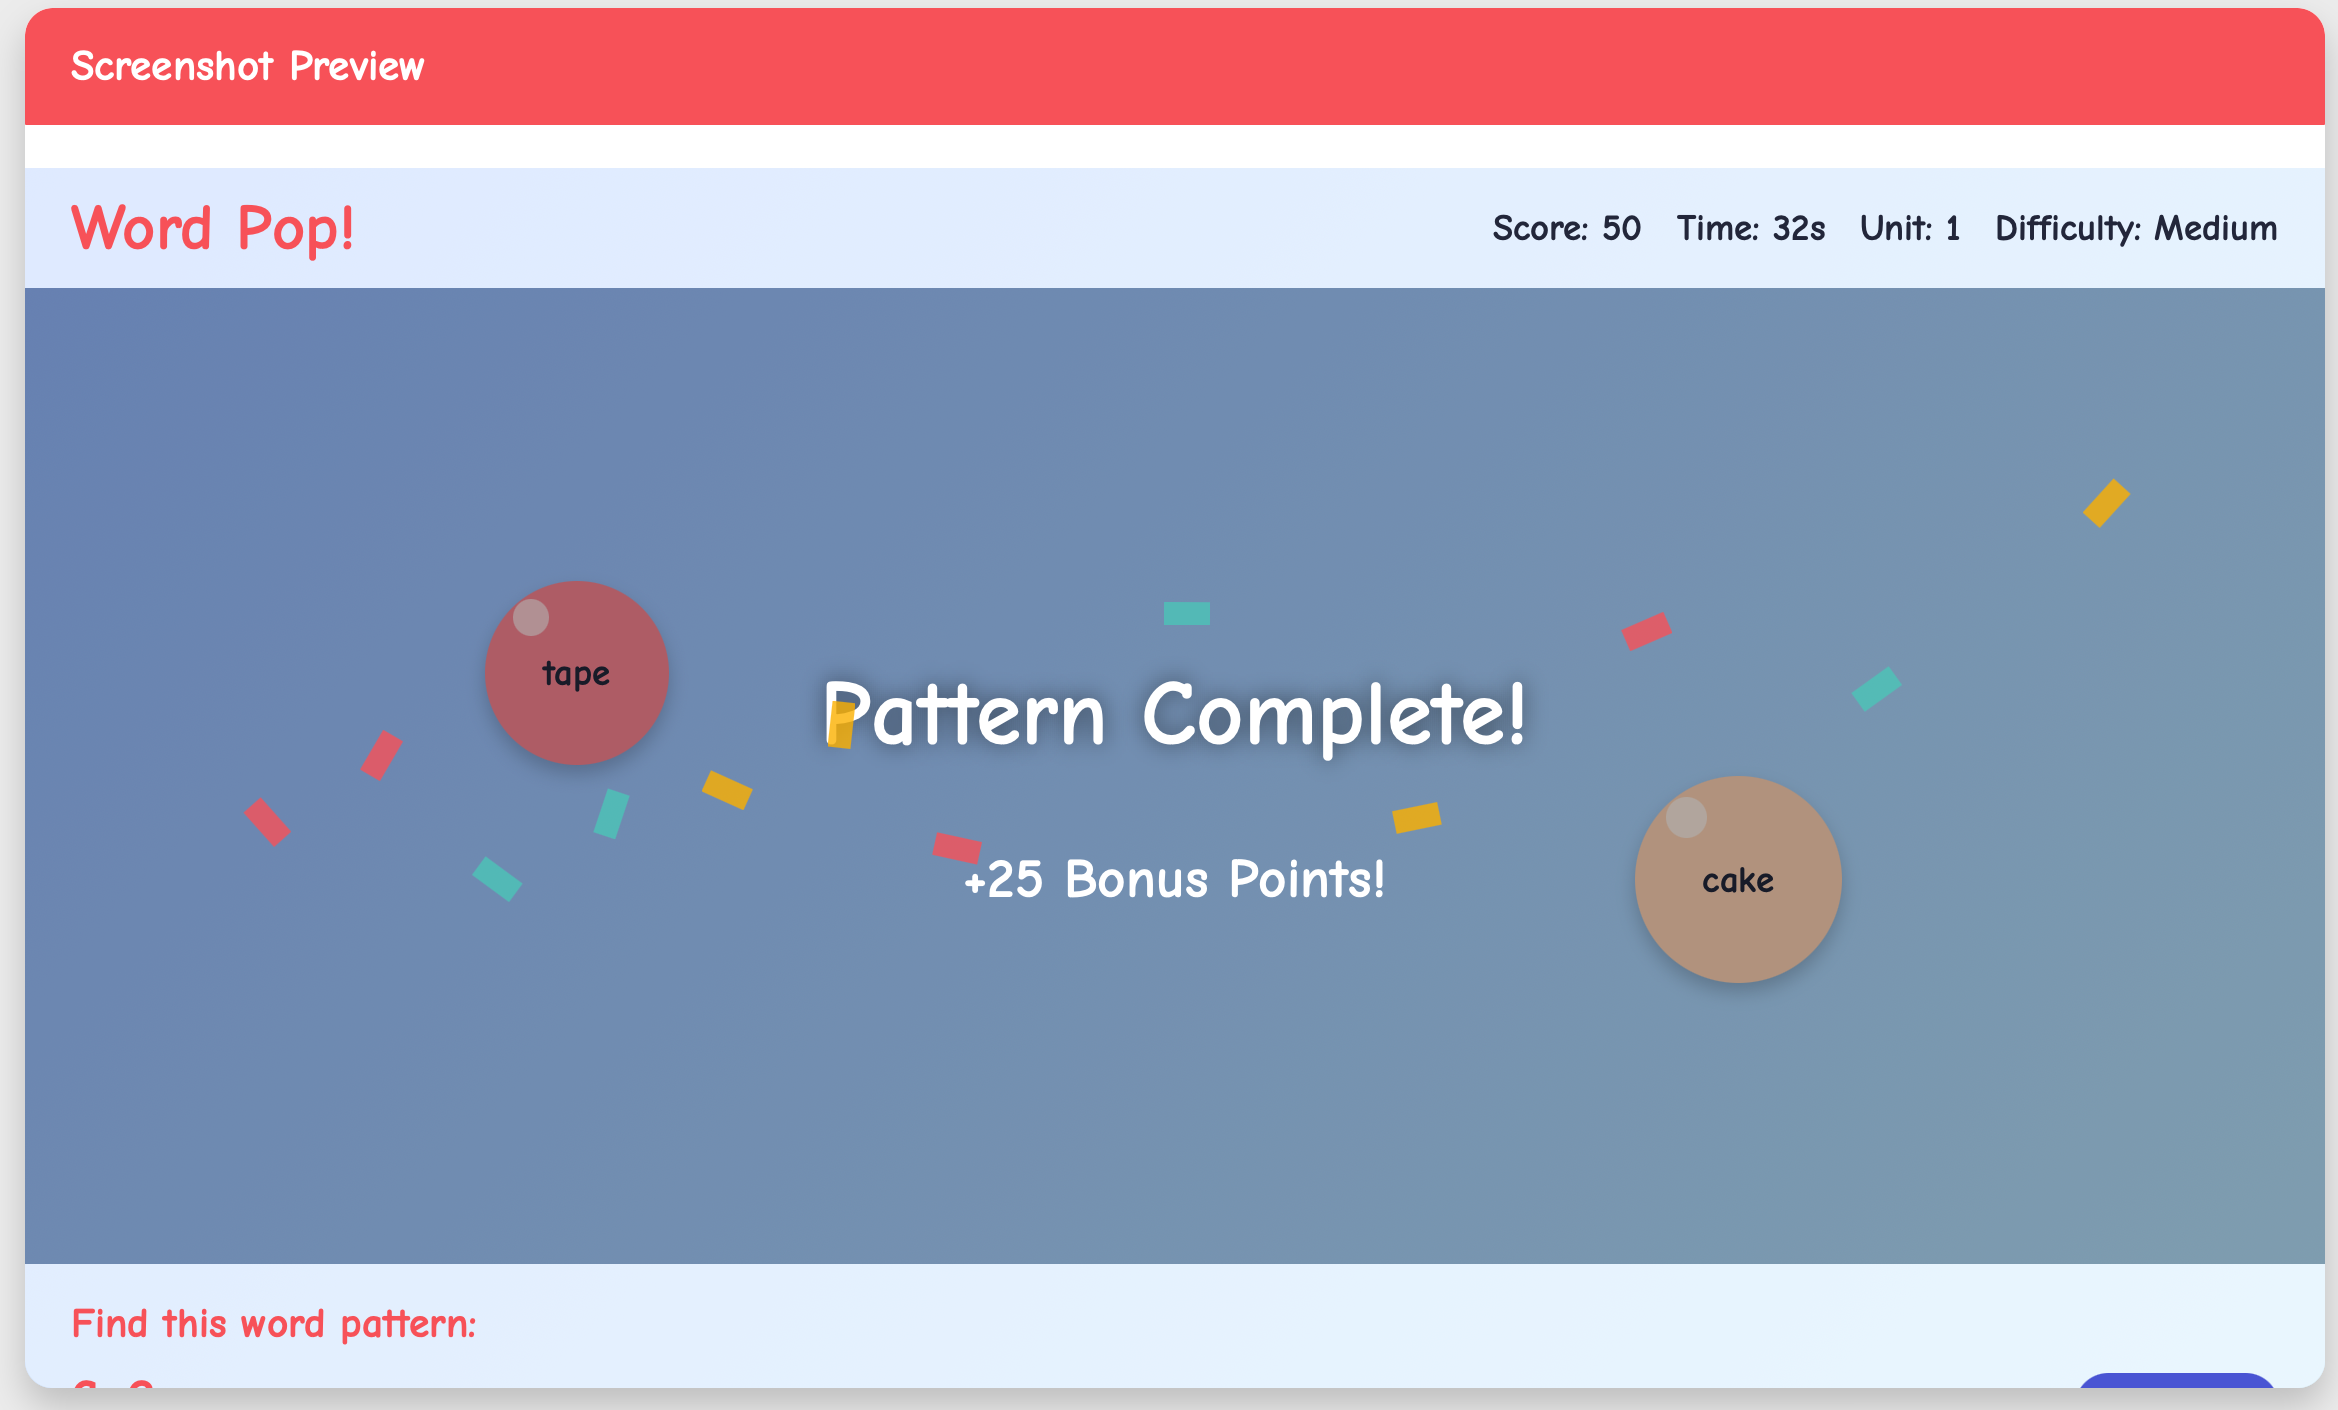 Screenshot Preview
Word Pop!
Score: 50 Time: 32s Unit: 1 Difficulty: Medium
tape
Pattern Complete!
+25 Bonus Points!
cake
Find this word pattern: